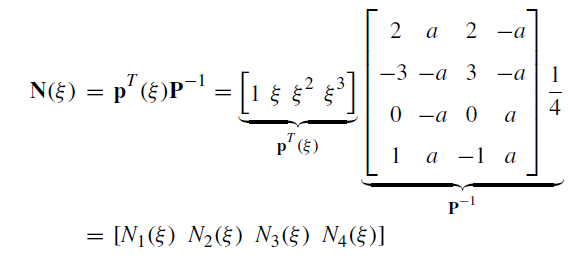 2 a 2 −a
−3 −a 3 −a
N(ξ) = p^T(ξ)P^−1 = [1 ξ ξ^2 ξ^3] 1/4
0 −a 0 a
p^T(ξ)
1 a −1 a
P^−1
= [N_1(ξ) N_2(ξ) N_3(ξ) N_4(ξ)]